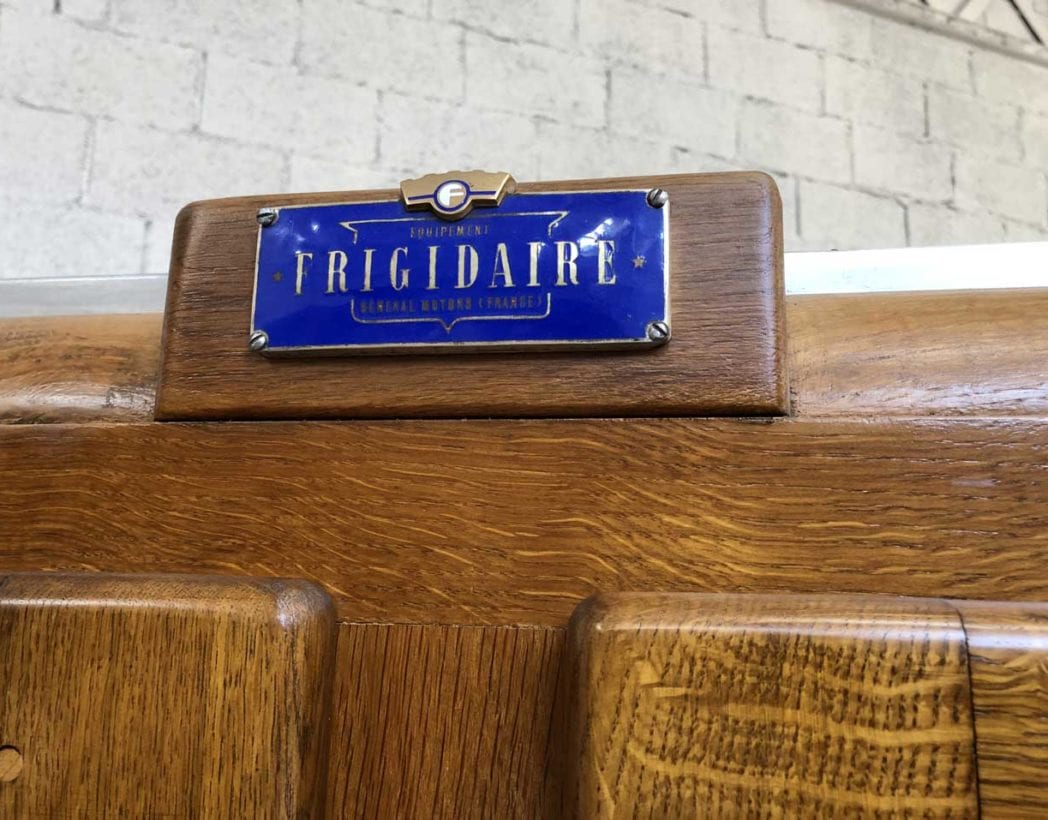 F
EQUIPEMENT
FRIGIDAIRE
GENERAL MOTORS (FRANCE)